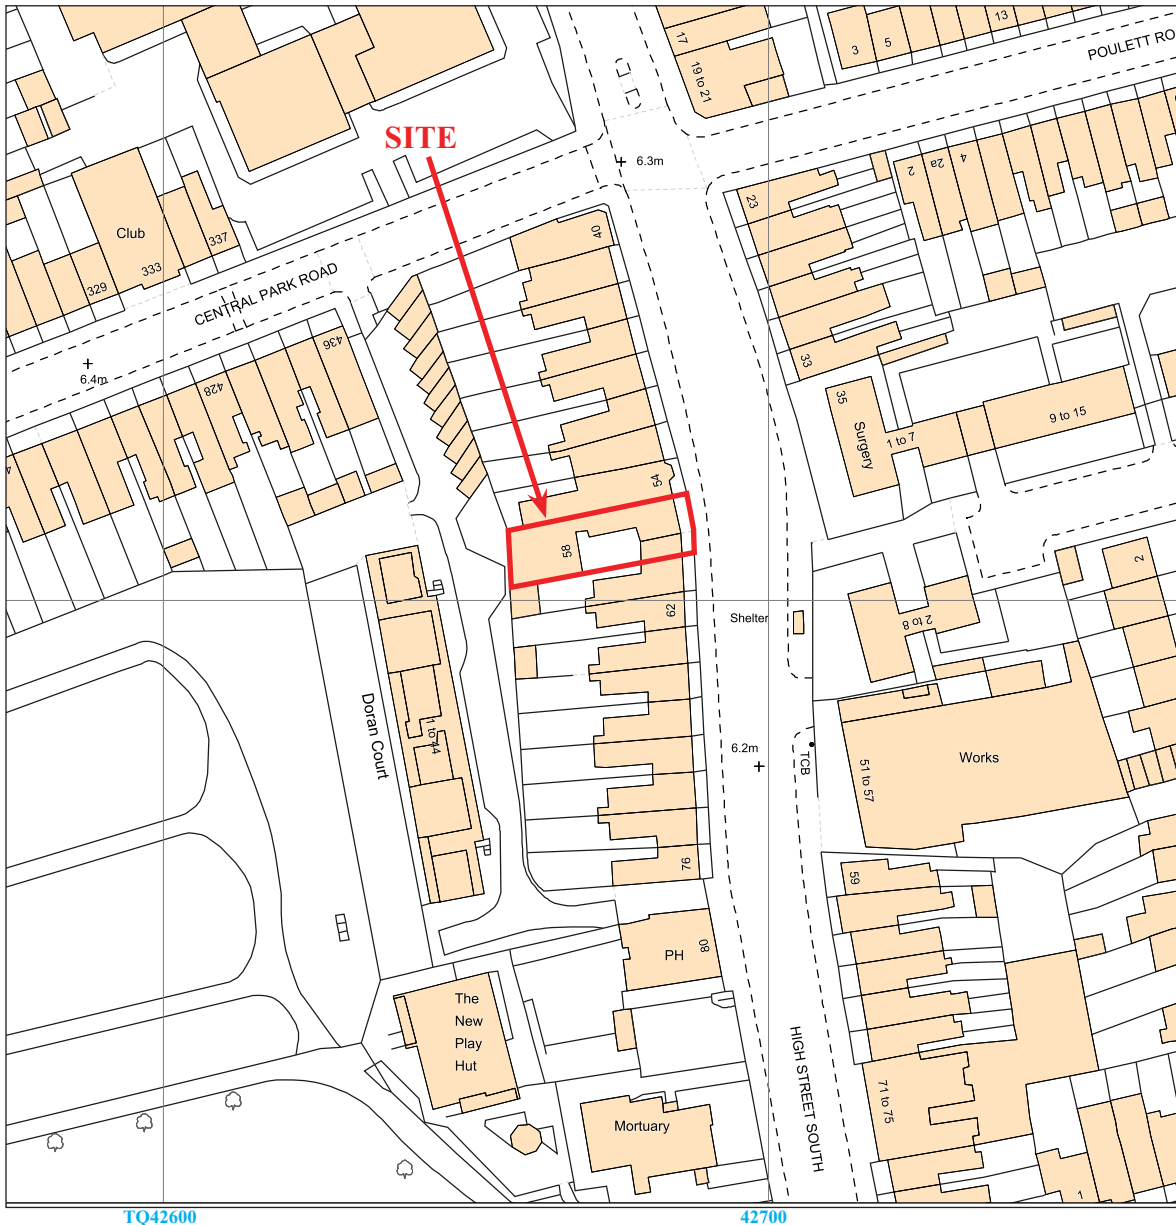 13
17
3
5
POULETT RO
19 to 21
SITE
6.3m
4
2a
2
23
40
Club
337
333
329
CENTRAL PARK ROAD
436
33
6.4m
428
35
9 to 15
1 to 7
Surgery
4
54
58
2
62
Shelter
2 to 8
Doran Court
1 to 44
6.2m
TCB
Works
51 to 57
76
59
80
PH
The
New
Play
Hut
HIGH STREET SOUTH
71 to 75
Mortuary
1
TQ42600
42700